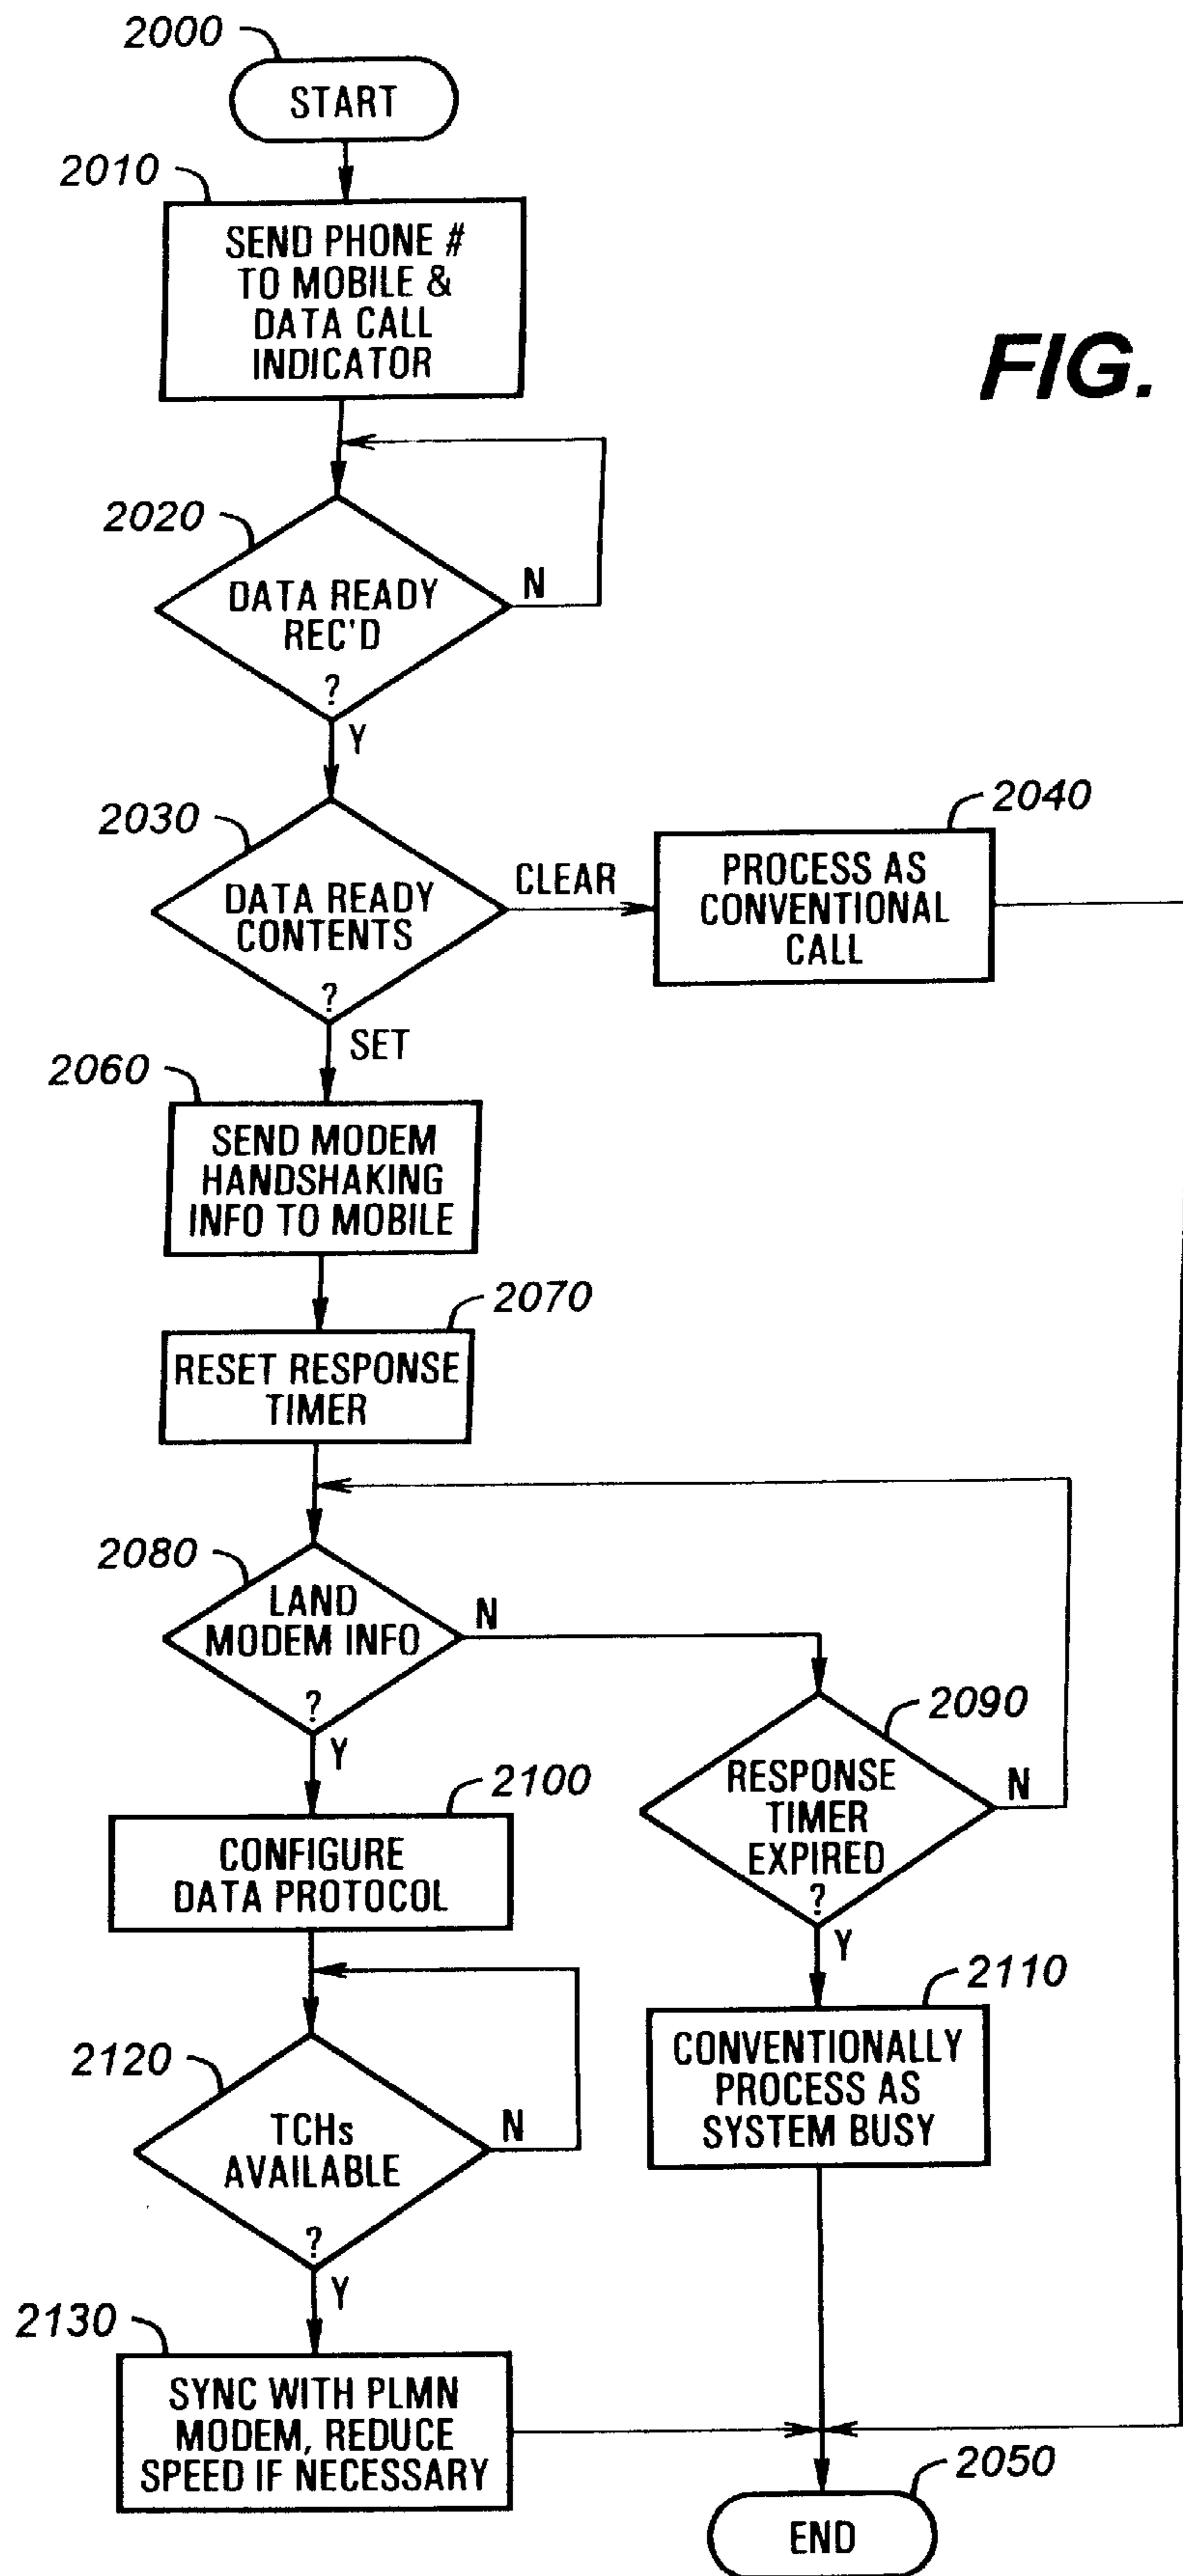 2000
START
2010
SEND PHONE #
TO MOBILE &
DATA CALL
INDICATOR
FIG.
2020
DATA READY
REC'D
?
N
Y
2030
DATA READY
CONTENTS
?
CLEAR
2040
PROCESS AS
CONVENTIONAL
CALL
SET
2060
SEND MODEM
HANDSHAKING
INFO TO MOBILE
2070
RESET RESPONSE
TIMER
2080
LAND
MODEM INFO
?
N
Y
2090
RESPONSE
TIMER
EXPIRED
?
N
Y
2100
CONFIGURE
DATA PROTOCOL
2110
CONVENTIONALLY
PROCESS AS
SYSTEM BUSY
2120
TCHs
AVAILABLE
?
N
Y
2130
SYNC WITH PLMN
MODEM, REDUCE
SPEED IF NECESSARY
2050
END